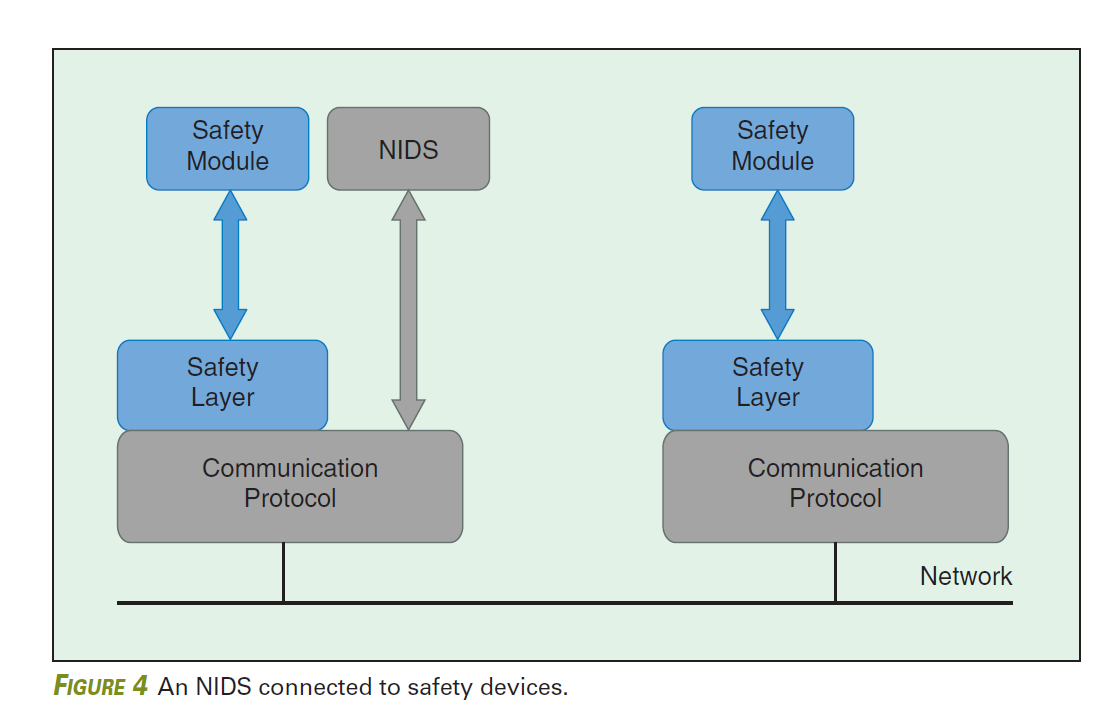 Safety
Module
NIDS
Safety
Module
Safety
Layer
Safety
Layer
Communication
Protocol
Communication
Protocol
Network
FIGURE 4 An NIDS connected to safety devices.